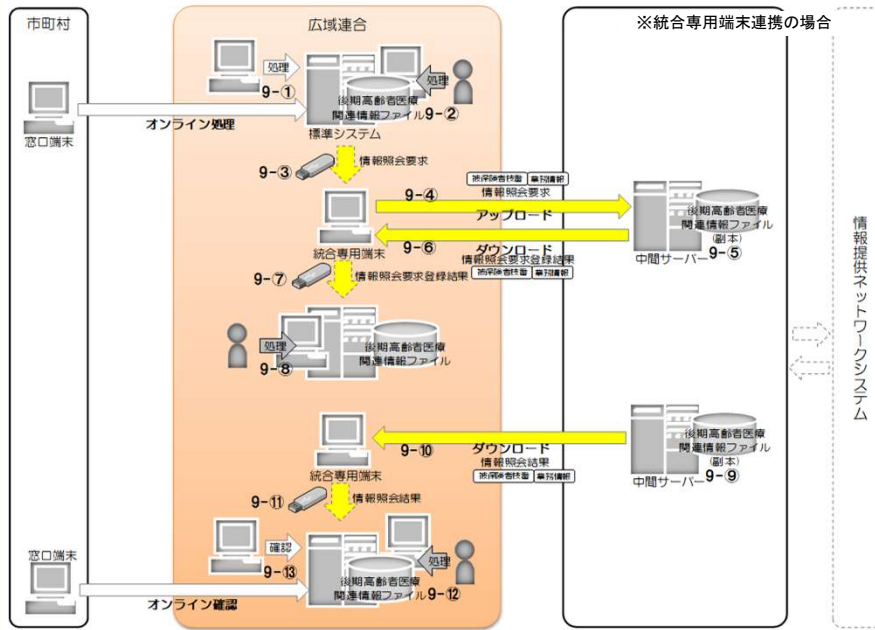 市町村
広域連合
※統合専用端末連携の場合
処理
9-①
処理
9-②
後期高齢者医療
関連情報ファイル
標準システム
窓口端末
オンライン処理
9-③
情報照会要求
9-④
被保険者枝番 業務情報
情報照会要求
アップロード
9-⑥
ダウンロード
情報照会要求登録結果
被保険者枝番 業務情報
統合専用端末
後期高齢者医療
関連情報ファイル
(副本)
9-⑤
中間サーバー
9-⑦
情報照会要求登録結果
処理
9-⑧
後期高齢者医療
関連情報ファイル
情報提供ネットワークシステム
9-⑩
ダウンロード
情報照会結果
被保険者枝番 業務情報
統合専用端末
後期高齢者医療
関連情報ファイル
(副本)
9-⑨
中間サーバー
9-⑪
情報照会結果
確認
9-⑬
処理
9-⑫
後期高齢者医療
関連情報ファイル
窓口端末
オンライン確認